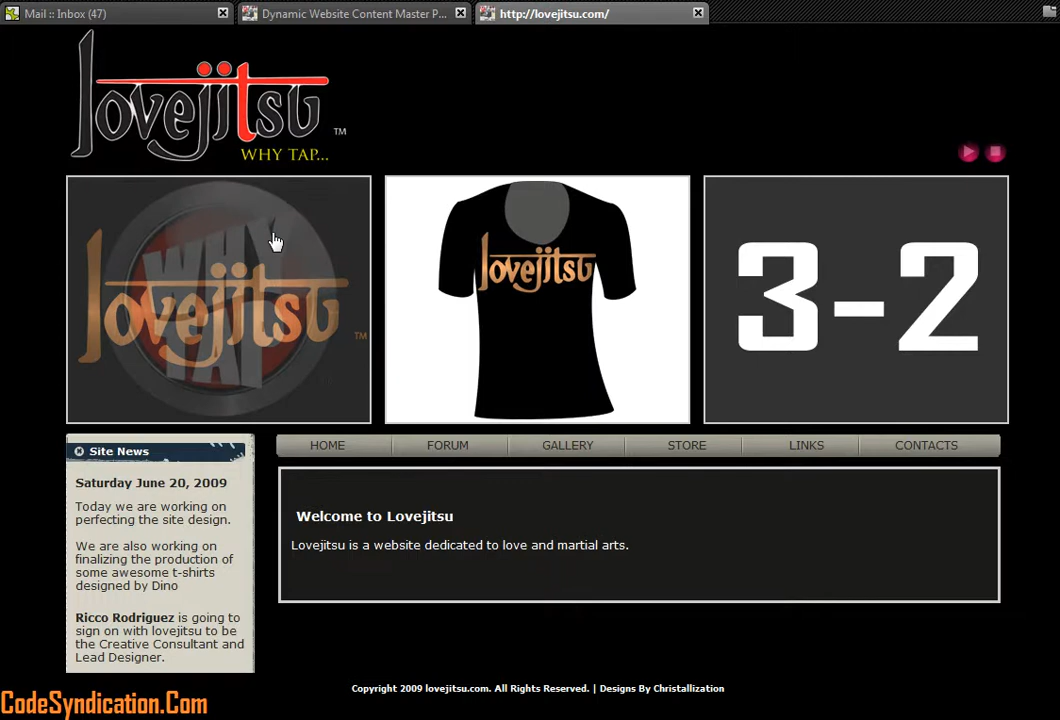 Mail :: Inbox (47)
Dynamic Website Content Master P...
http://lovejitsu.com/
lovejitsu ™
WHY TAP...
WHY
TAP
lovejitsu ™
lovejitsu
3-2
Site News
HOME
FORUM
GALLERY
STORE
LINKS
CONTACTS
Saturday June 20, 2009
Today we are working on
perfecting the site design.
We are also working on
finalizing the production of
some awesome t-shirts
designed by Dino
Ricco Rodriguez is going to
sign on with lovejitsu to be
the Creative Consultant and
Lead Designer.
Welcome to Lovejitsu
Lovejitsu is a website dedicated to love and martial arts.
Copyright 2009 lovejitsu.com. All Rights Reserved. | Designs By Christallization
CodeSyndication.Com